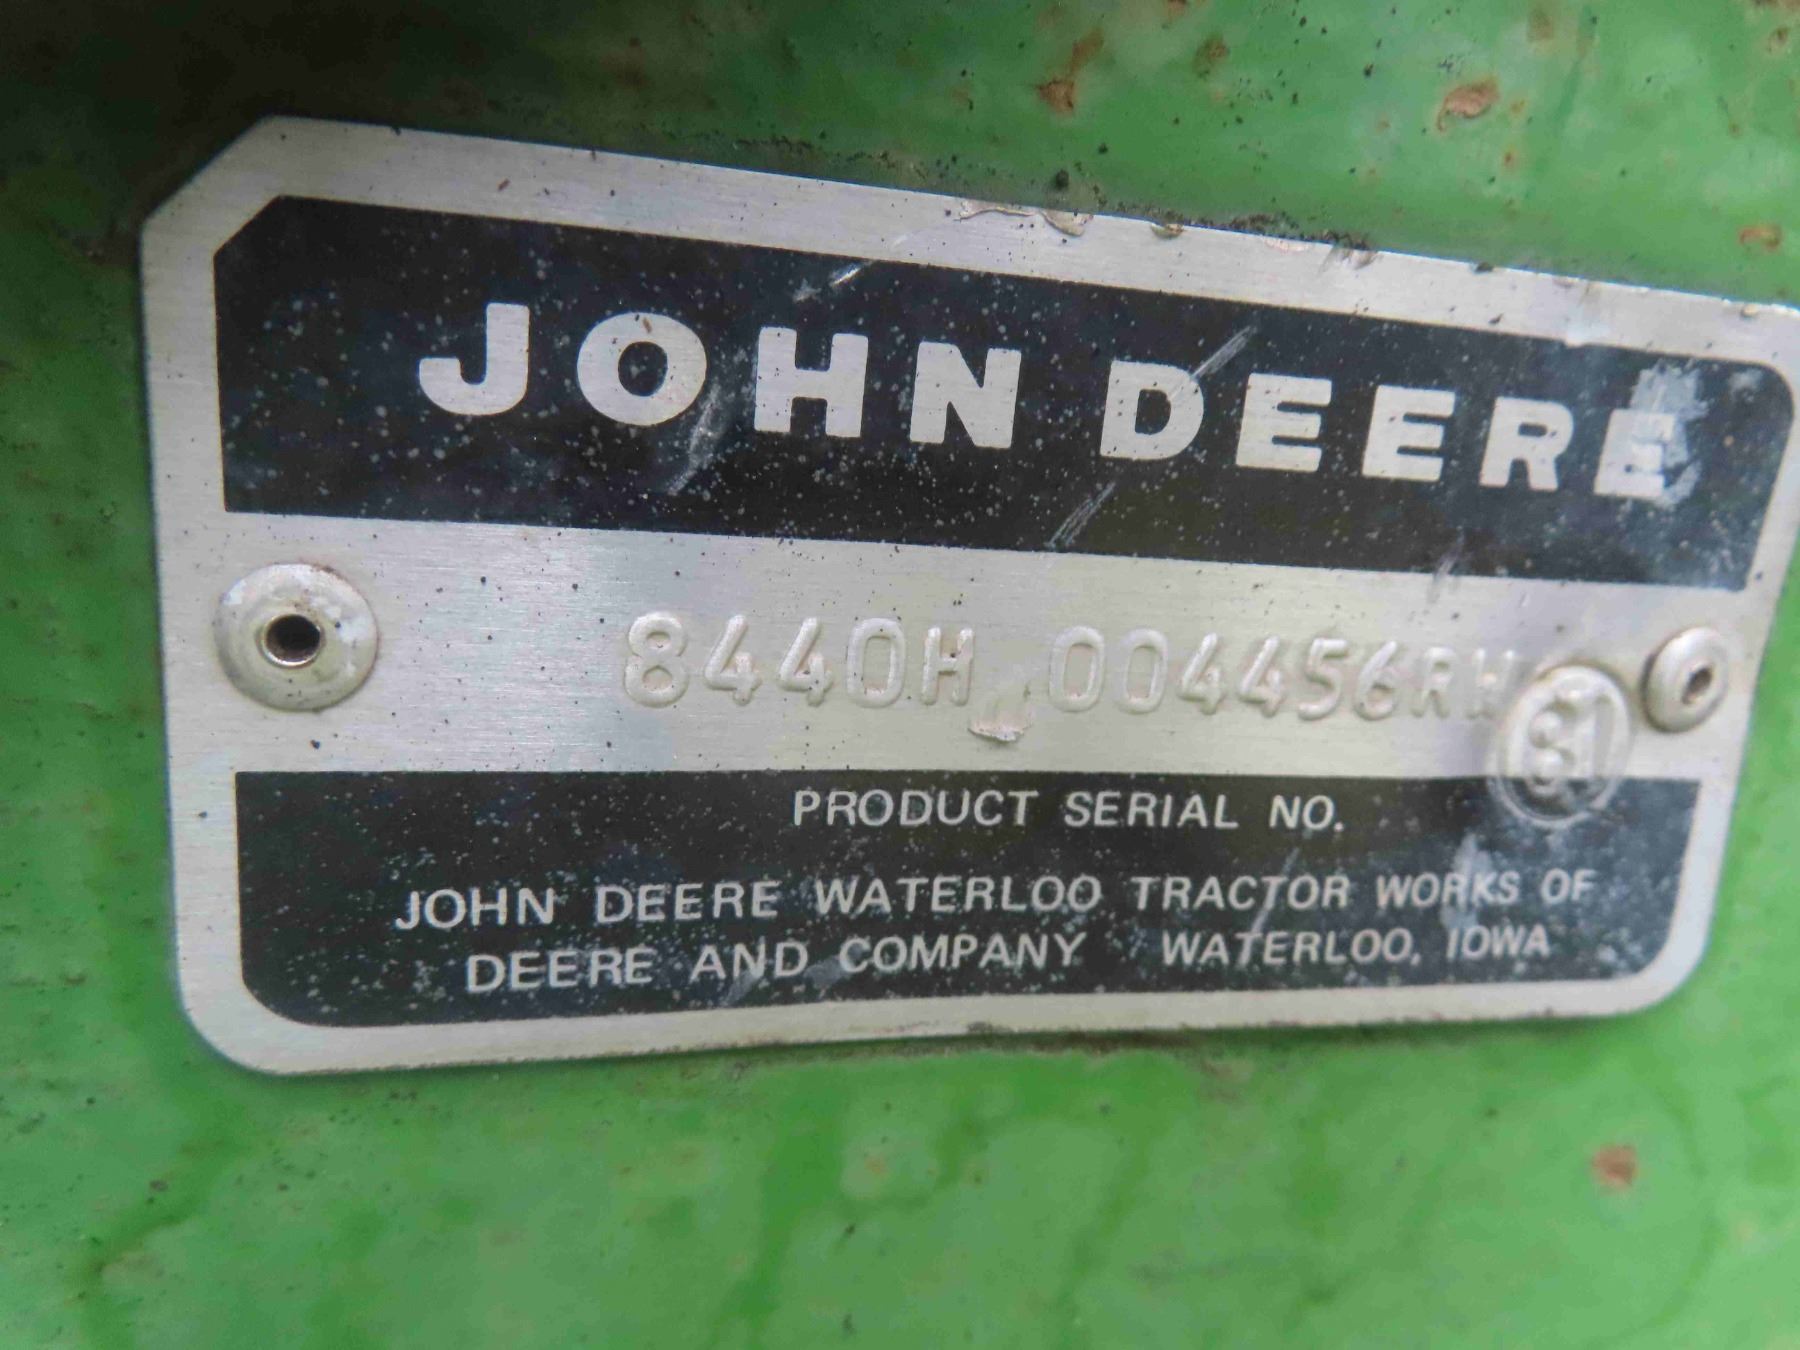 JOHN DEERE
8440H 004456RW
81
PRODUCT SERIAL NO.
JOHN DEERE WATERLOO TRACTOR WORKS OF
DEERE AND COMPANY WATERLOO, IOWA